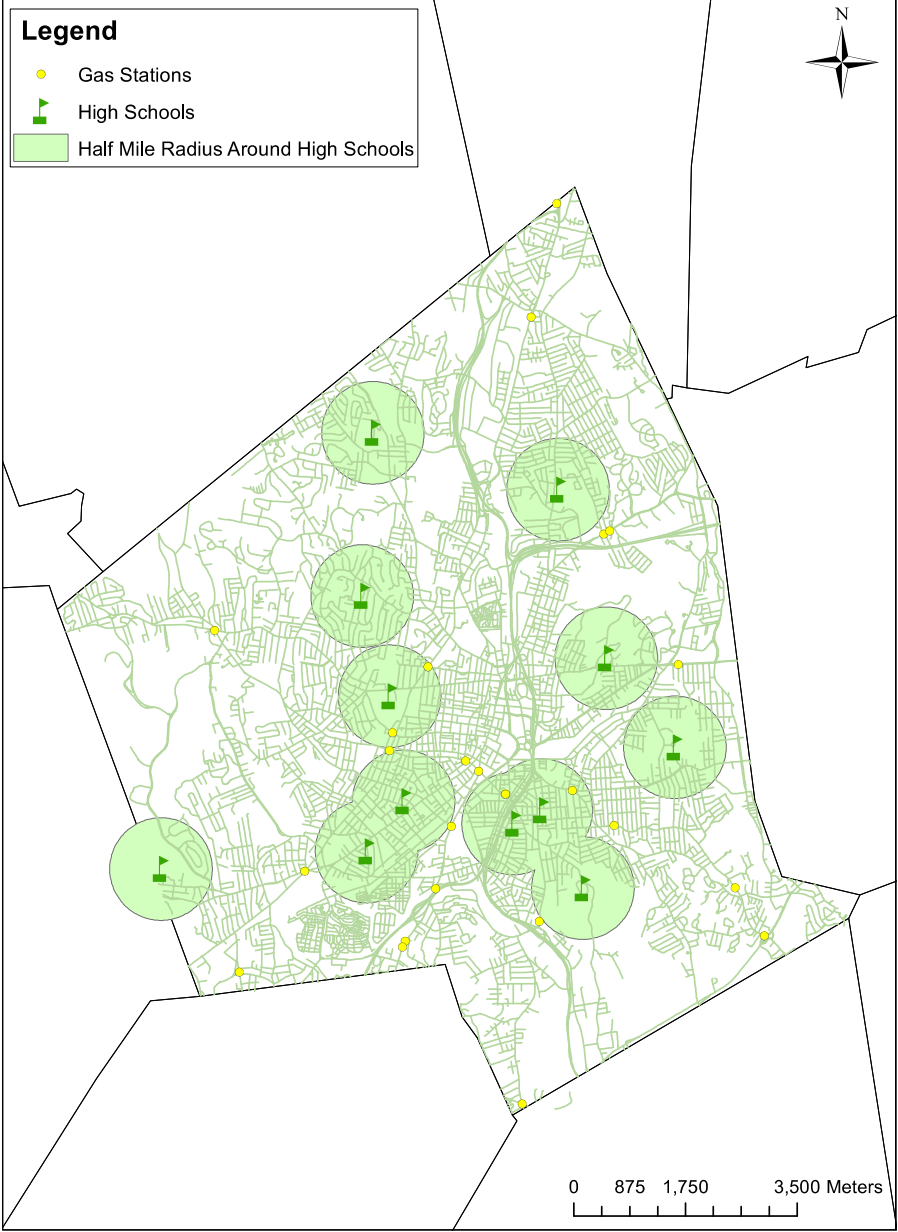 Legend
Gas Stations
High Schools
Half Mile Radius Around High Schools
N
0 875 1,750 3,500 Meters